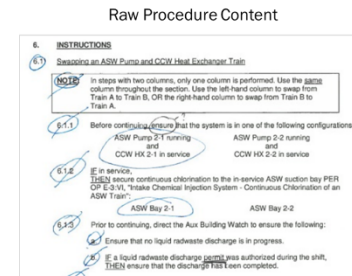 Raw Procedure Content
6. INSTRUCTIONS
6.1 Swapping an ASW Pump and CCW Heat Exchanger Train
NOTE: In steps with two columns, only one column is performed. Use the same
column throughout the section. Use the left-hand column to swap from
Train A to Train B, OR the right-hand column to swap from Train B to
Train A.
6.1.1 Before continuing, ensure that the system is in one of the following configurations
ASW Pump 2-1 running ASW Pump 2-2 running
and and
CCW HX 2-1 in service CCW HX 2-2 in service
6.1.2 IF in service,
THEN secure continuous chlorination to the in-service ASW suction bay PER
OP E-3:VI, "Intake Chemical Injection System - Continuous Chlorination of an
ASW Train":
ASW Bay 2-1 ASW Bay 2-2
6.1.3 Prior to continuing, direct the Aux Building Watch to ensure the following:
a. Ensure that no liquid radwaste discharge is in progress.
b. IF a liquid radwaste discharge permit was authorized during the shift,
THEN ensure that the discharge has been completed.